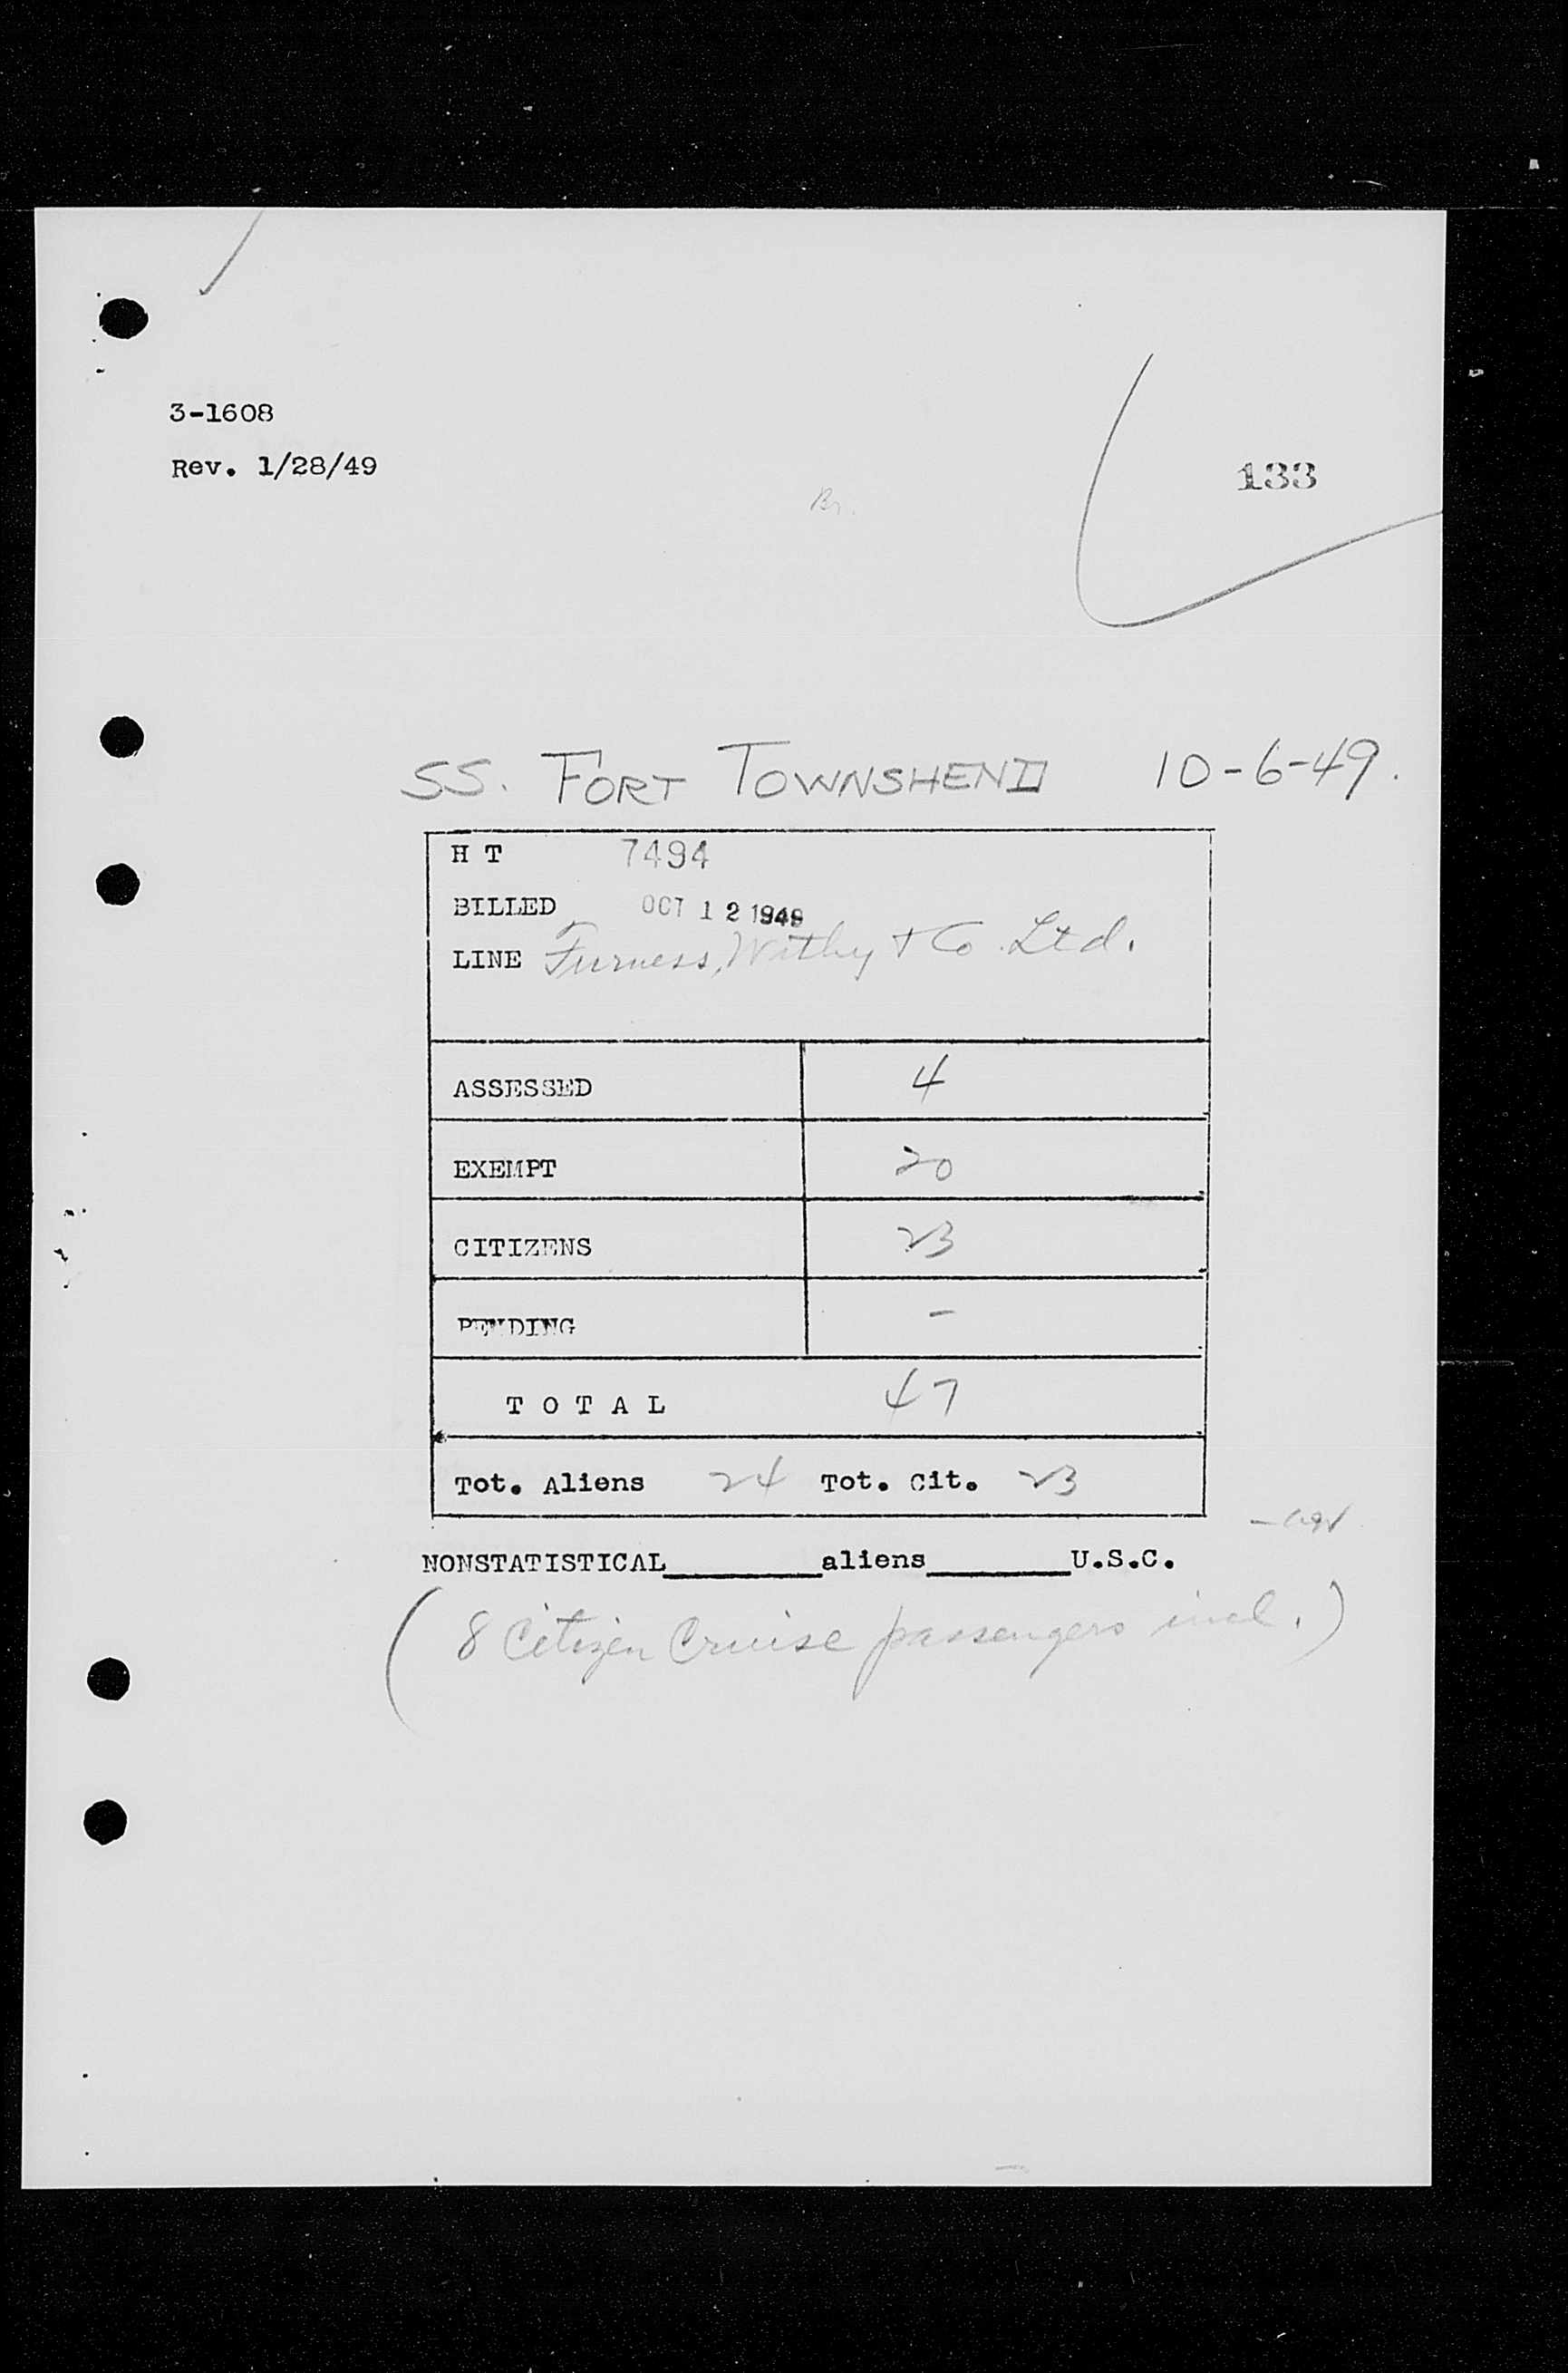 3-1608
Rev. 1/28/49
133
Br.
SS. FORT TOWNSHEND 10-6-49.
H T 7494
BILLED OCT 12 1949
LINE Furness, Withy + Co. Ltd.
ASSESSED 4
EXEMPT 20
CITIZENS 23
PENDING -
TOTAL 47
Tot. Aliens 24 Tot. Cit. 23
NONSTATISTICAL________aliens_______U.S.C.
(8 Citizen Cruise passengers incl.)